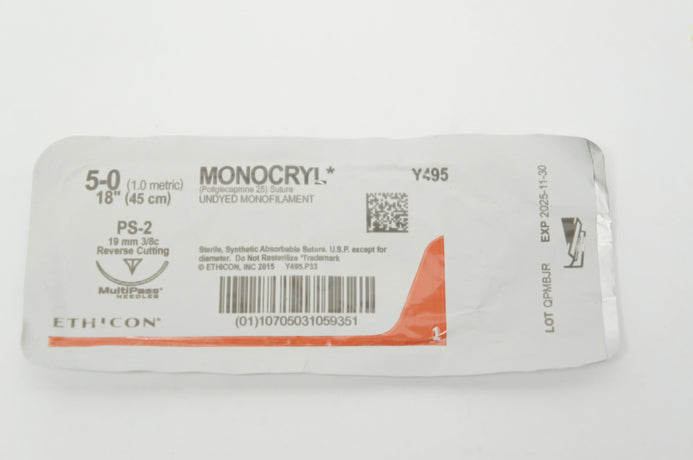 5-0 (1.0 metric)
18" (45 cm)
PS-2
19 mm 3/8c
Reverse Cutting
MultiPass*
NEEDLES
ETHICON*
MONOCRYL*
(Poliglecaprone 25) Suture
UNDYED MONOFILAMENT
Y495
Sterile, Synthetic Absorbable Suture. U.S.P. except for
diameter. Do Not Resterilize *Trademark
© ETHICON, INC 2015 Y495.P33
(01)10705031059351
1
LOT QPMBJR EXP 2025-11-30